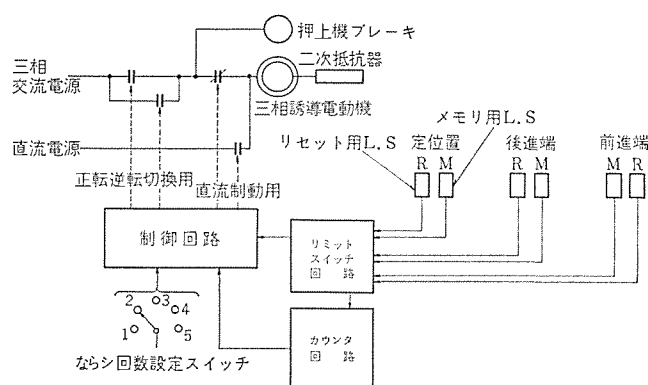 押上機ブレーキ
二次抵抗器
三相
交流電源
三相誘導電動機
メモリ用L.S
直流電源
リセット用L.S
定位置
後進端
前進端
R M
R M
M R
正転逆転切換用
直流制動用
制御回路
リミット
スイッチ
回路
1
2
3
4
5
カウンタ
回路
ならシ回数設定スイッチ